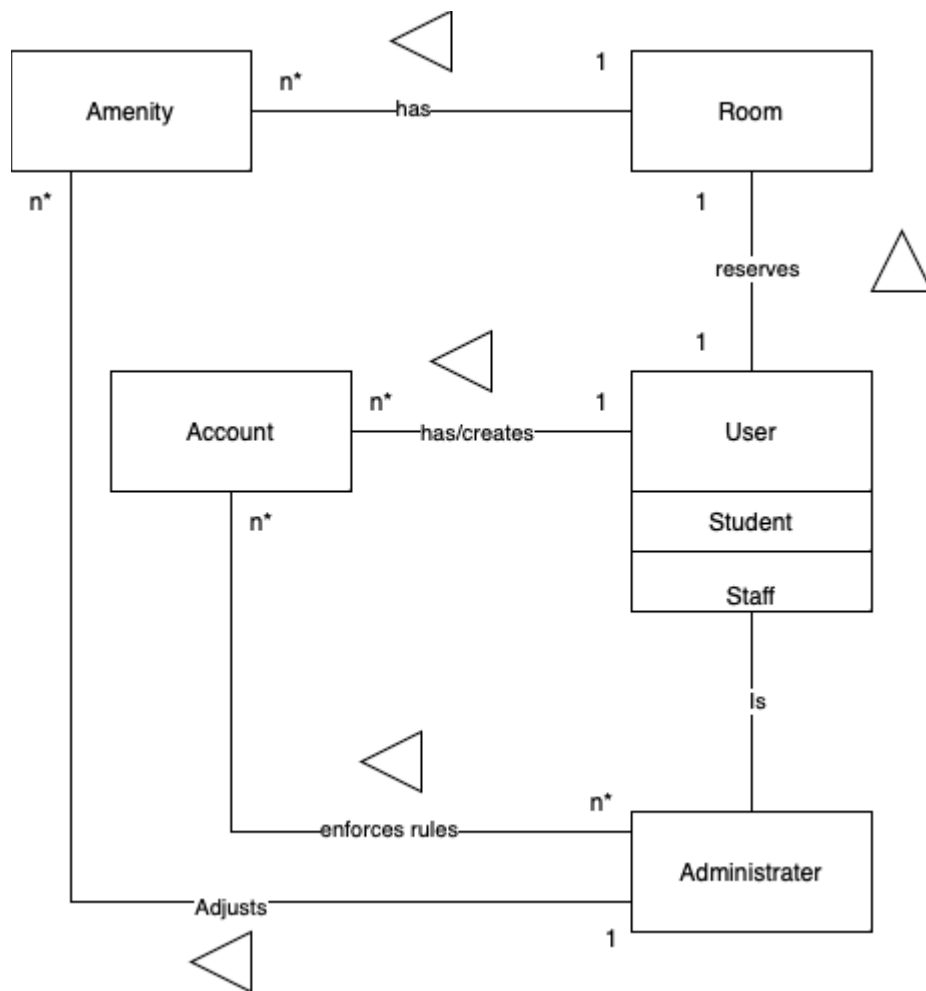 n*
1
Amenity
has
Room
n*
1
reserves
1
n*
1
Account
has/creates
User
n*
Student
Staff
Is
n*
enforces rules
Administrater
Adjusts
1